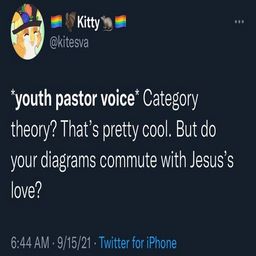 🏳️‍🌈🐿️Kitty🐀🏳️‍🌈
@kitesva
*youth pastor voice* Category
theory? That's pretty cool. But do
your diagrams commute with Jesus's
love?
6:44 AM · 9/15/21 · Twitter for iPhone